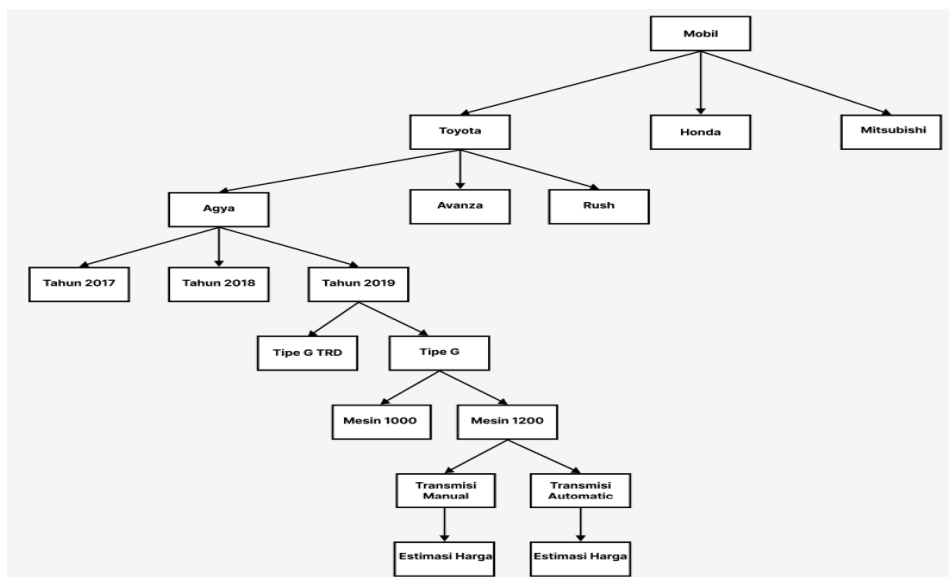 Mobil
Toyota
Honda
Mitsubishi
Agya
Avanza
Rush
Tahun 2017
Tahun 2018
Tahun 2019
Tipe G TRD
Tipe G
Mesin 1000
Mesin 1200
Transmisi
Manual
Transmisi
Automatic
Estimasi Harga
Estimasi Harga